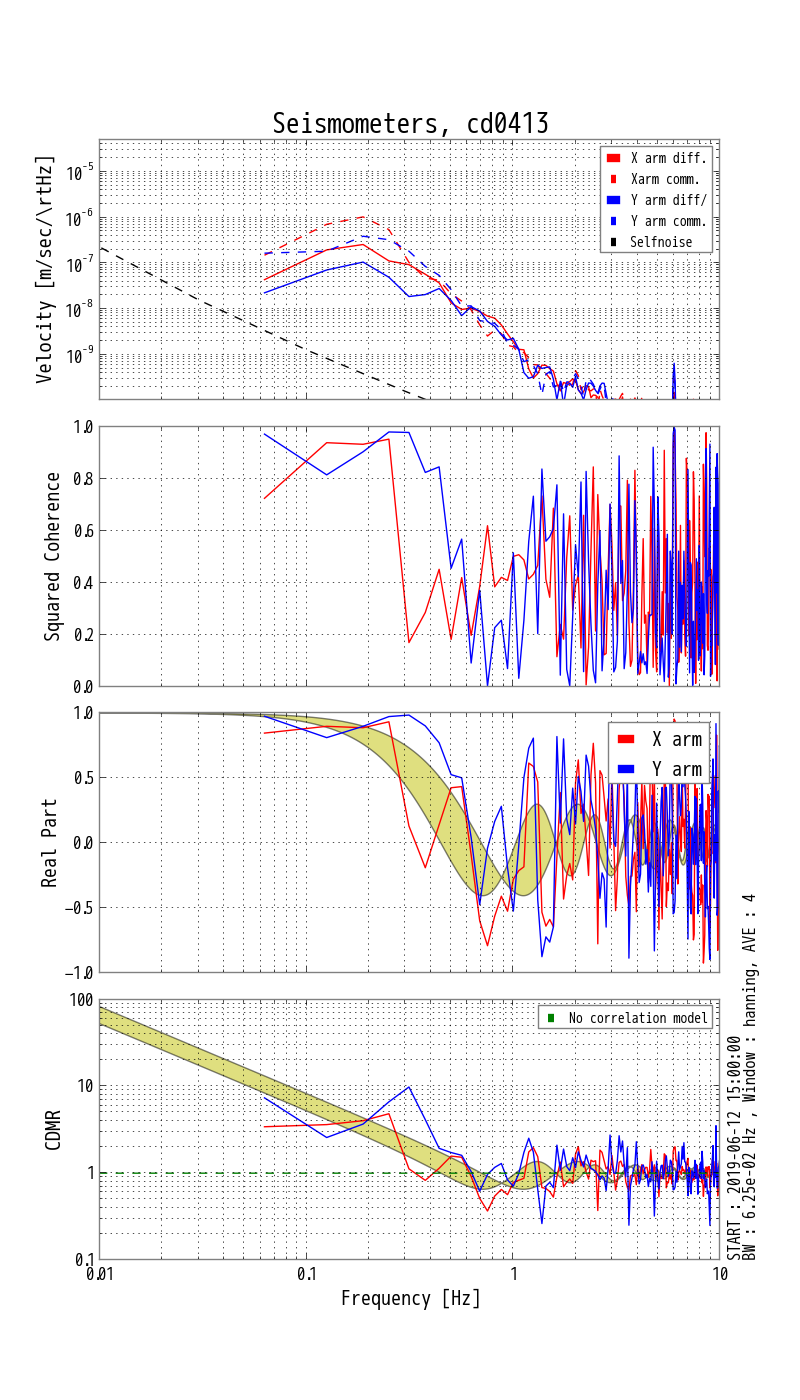 Seismometers, cd0413
Velocity [m/sec/\rtHz]
10^-5
10^-6
10^-7
10^-8
10^-9
X arm diff.
Xarm comm.
Y arm diff/
Y arm comm.
Selfnoise
Squared Coherence
1.0
0.8
0.6
0.4
0.2
0.0
Real Part
1.0
0.5
0.0
−0.5
−1.0
X arm
Y arm
CDMR
100
10
1
0.1
No correlation model
0.01
0.1
1
10
Frequency [Hz]
START : 2019-06-12 15:00:00
BW : 6.25e-02 Hz , Window : hanning, AVE : 4